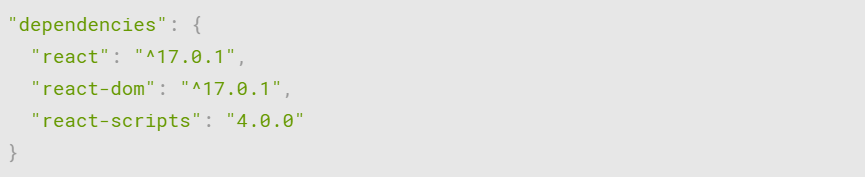 "dependencies": {
  "react": "^17.0.1",
  "react-dom": "^17.0.1",
  "react-scripts": "4.0.0"
}